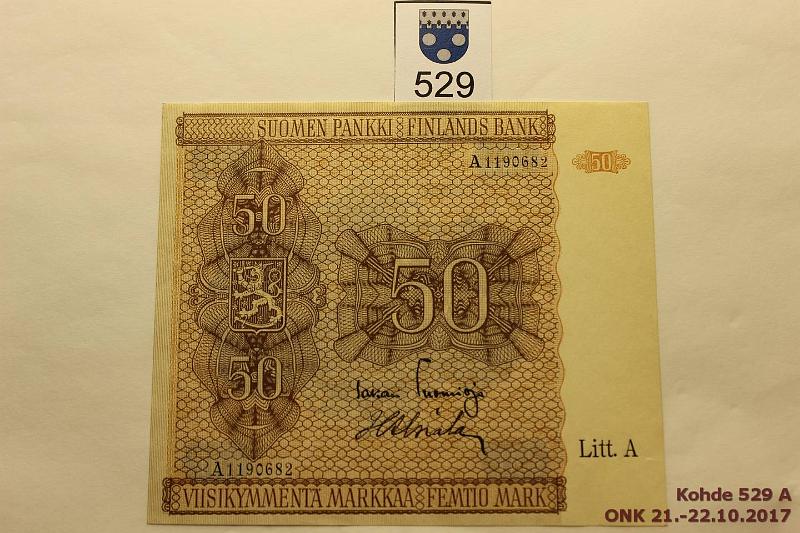 529
SUOMEN PANKKI FINLANDS BANK
A1190682
50
50
50
50
Litt. A
A1190682
VIISIKYMMENTÄ MARKKAA FEMTIO MARK
Kohde 529 A
ONK 21.-22.10.2017